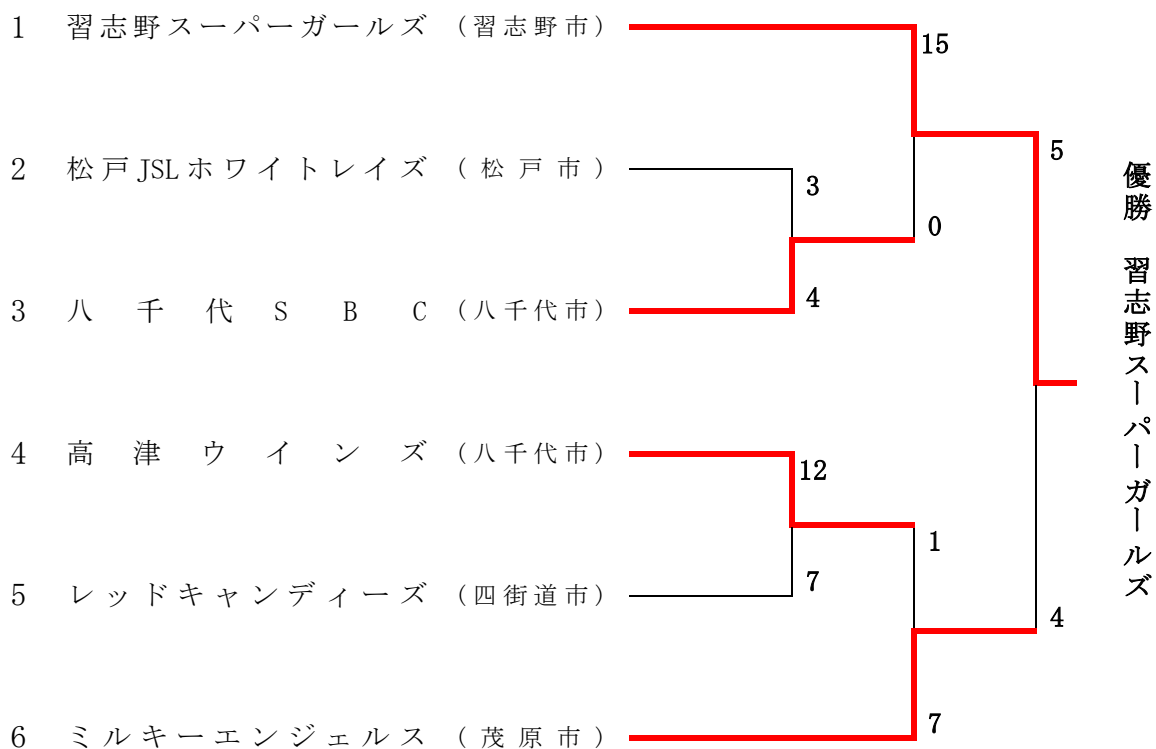 1 習志野スーパーガールズ (習志野市)
15
2 松戸JSLホワイトレイズ (松戸市)
3
5
0
3 八千代SBC (八千代市)
4
4 高津ウインズ (八千代市)
12
1
5 レッドキャンディーズ (四街道市)
7
4
6 ミルキーエンジェルス (茂原市)
7
優勝 習志野スーパーガールズ